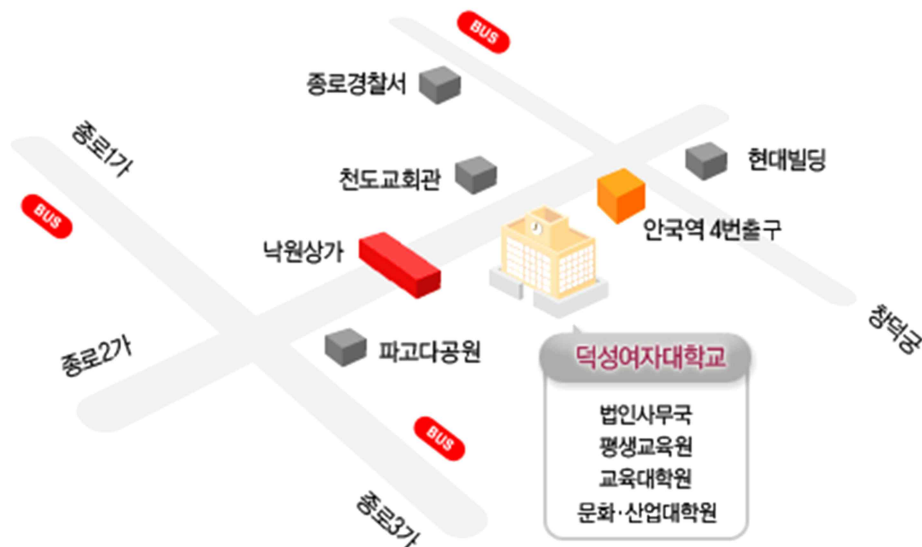 BUS
종로경찰서
종로1가
현대빌딩
천도교회관
BUS
안국역 4번출구
낙원상가
창덕궁
종로2가
파고다공원
덕성여자대학교
법인사무국
평생교육원
교육대학원
문화·산업대학원
BUS
종로3가